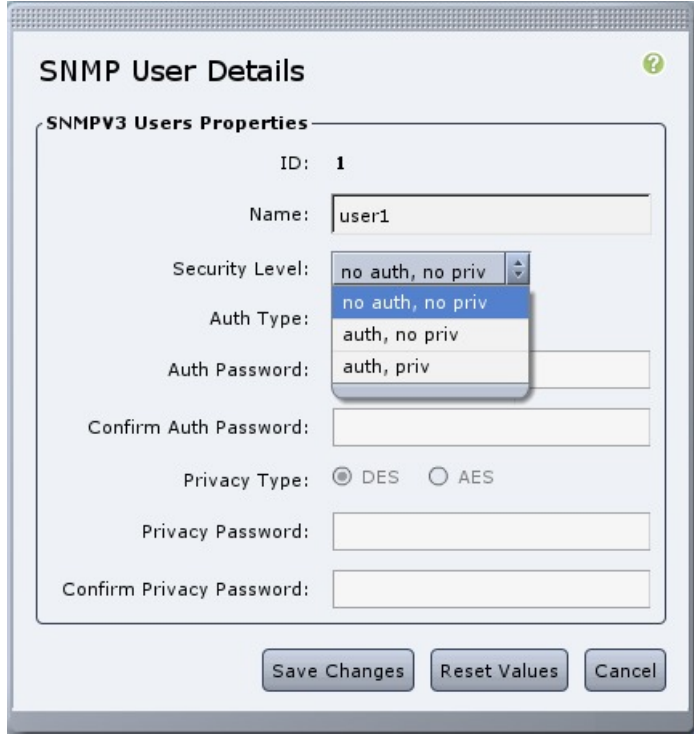 SNMP User Details
?
SNMPV3 Users Properties
ID: 1
Name: user1
Security Level: no auth, no priv
no auth, no priv
Auth Type:
auth, no priv
auth, priv
Auth Password:
Confirm Auth Password:
Privacy Type: DES AES
Privacy Password:
Confirm Privacy Password:
Save Changes Reset Values Cancel